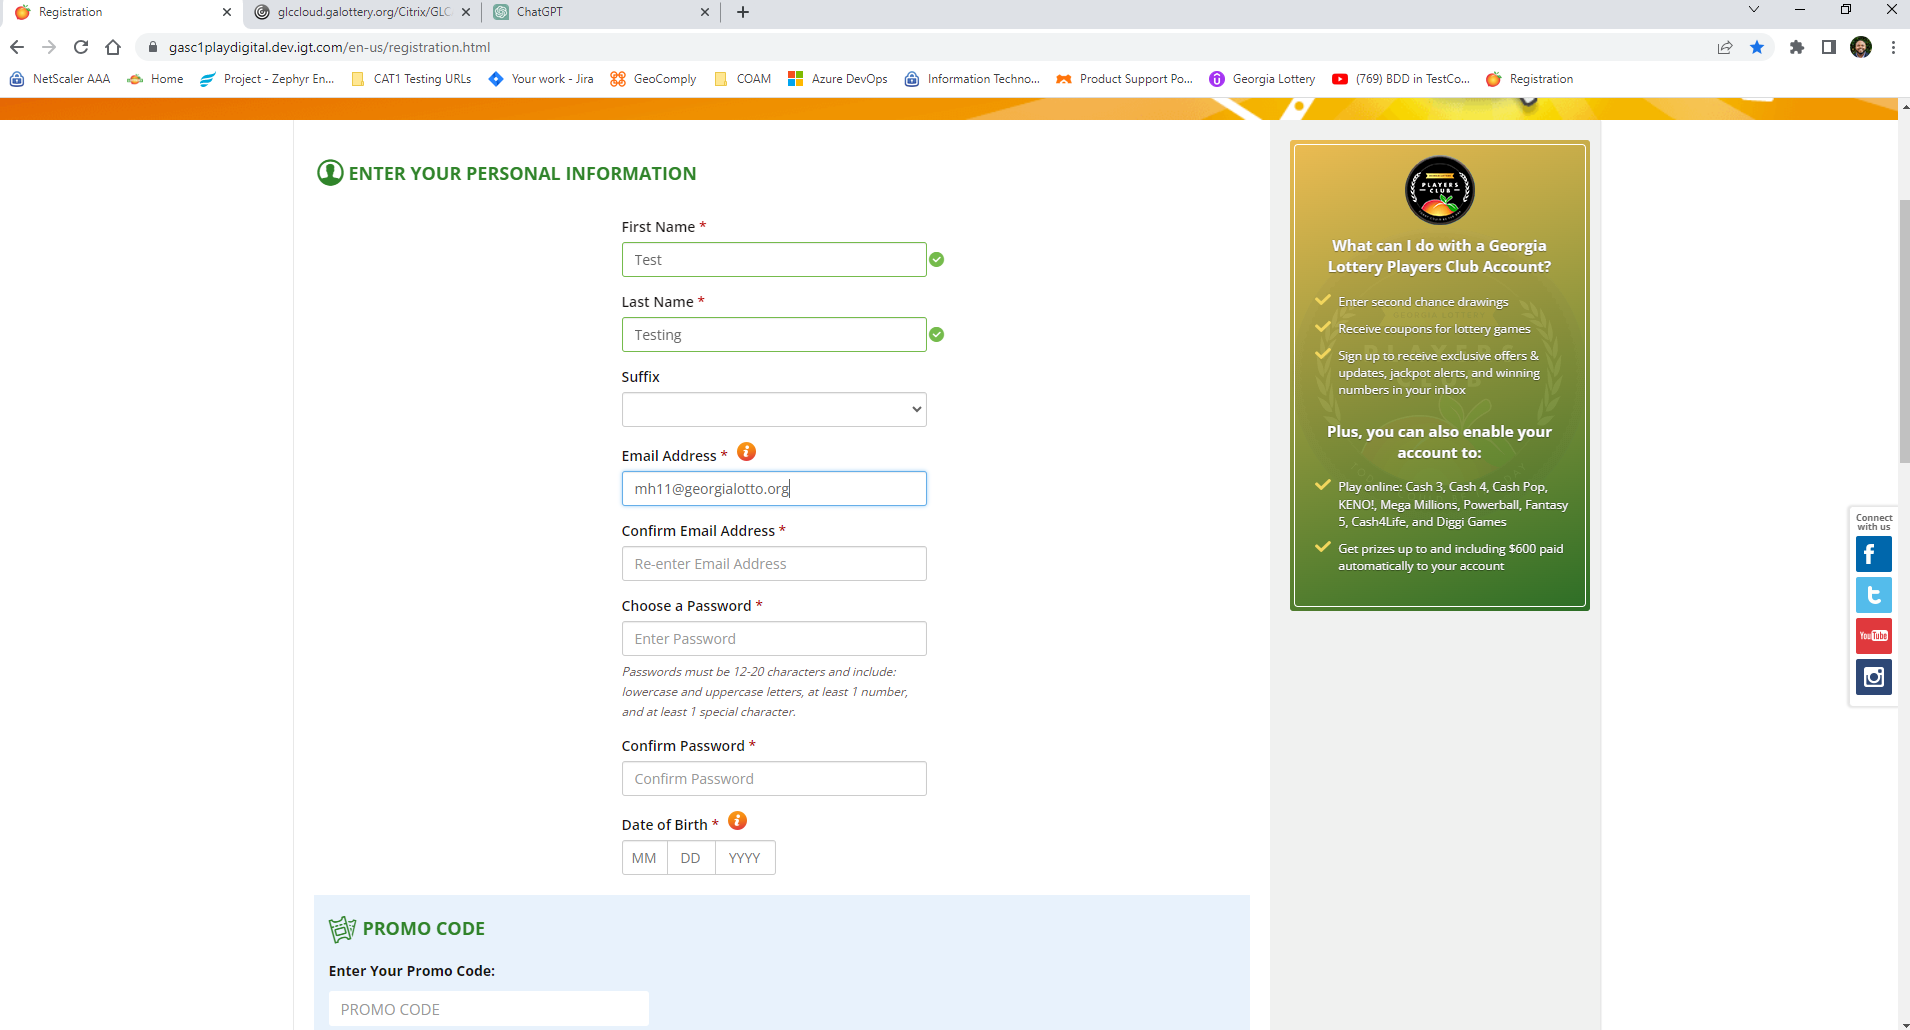 Registration
glccloud.galottery.org/Citrix/GLC
ChatGPT
gasc1playdigital.dev.igt.com/en-us/registration.html
NetScaler AAA
Home
Project - Zephyr En...
CAT1 Testing URLs
Your work - Jira
GeoComply
COAM
Azure DevOps
Information Techno...
Product Support Po...
Georgia Lottery
(769) BDD in TestCo...
Registration
ENTER YOUR PERSONAL INFORMATION
First Name *
Test
Last Name *
Testing
Suffix
Email Address *
mh11@georgialotto.org
Confirm Email Address *
Re-enter Email Address
Choose a Password *
Enter Password
Passwords must be 12-20 characters and include:
lowercase and uppercase letters, at least 1 number,
and at least 1 special character.
Confirm Password *
Confirm Password
Date of Birth *
MM DD YYYY
PROMO CODE
Enter Your Promo Code:
PROMO CODE
PLAYERS
CLUB
What can I do with a Georgia
Lottery Players Club Account?
Enter second chance drawings
Receive coupons for lottery games
Sign up to receive exclusive offers &
updates, jackpot alerts, and winning
numbers in your inbox
Plus, you can also enable your
account to:
Play online: Cash 3, Cash 4, Cash Pop,
KENO!, Mega Millions, Powerball, Fantasy
5, Cash4Life, and Diggi Games
Get prizes up to and including $600 paid
automatically to your account
Connect
with us
YouTube